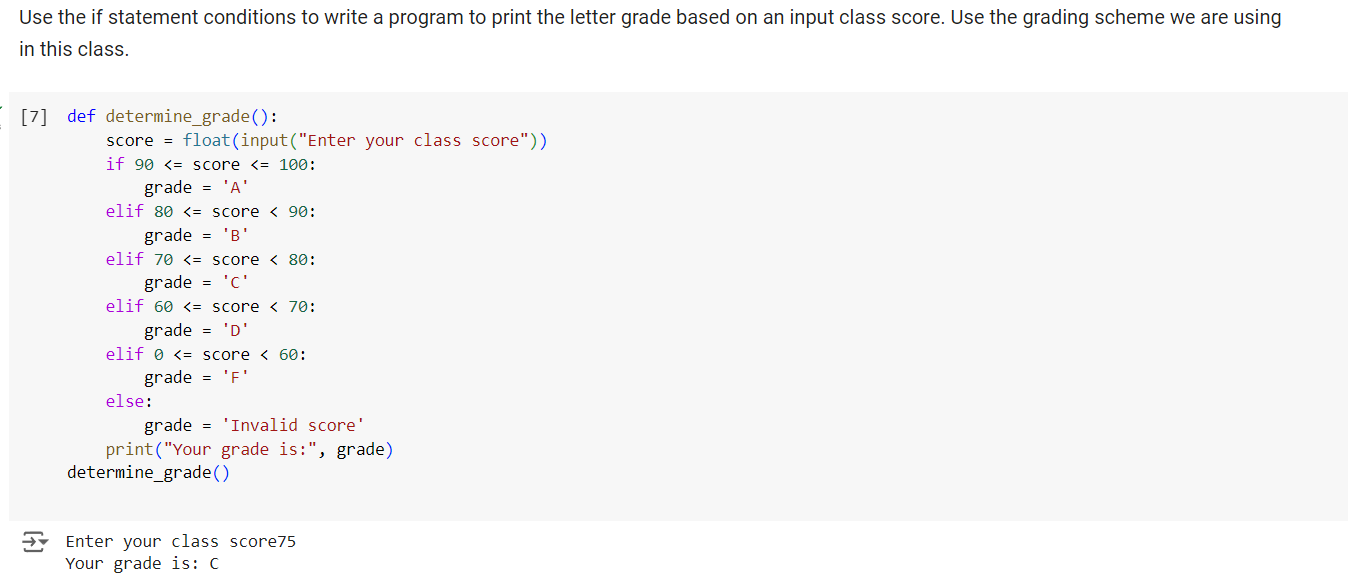 Use the if statement conditions to write a program to print the letter grade based on an input class score. Use the grading scheme we are using
in this class.
[7] def determine_grade():
        score = float(input("Enter your class score"))
        if 90 <= score <= 100:
            grade = 'A'
        elif 80 <= score < 90:
            grade = 'B'
        elif 70 <= score < 80:
            grade = 'C'
        elif 60 <= score < 70:
            grade = 'D'
        elif 0 <= score < 60:
            grade = 'F'
        else:
            grade = 'Invalid score'
        print("Your grade is:", grade)
    determine_grade()
Enter your class score75
Your grade is: C